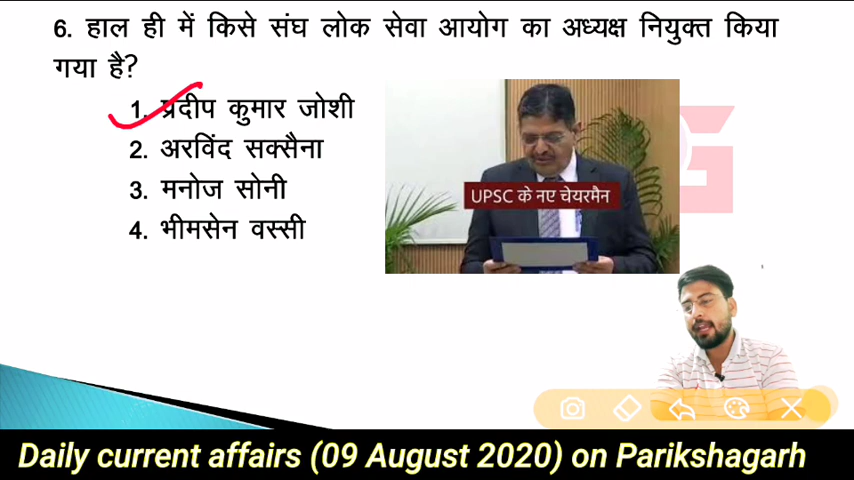 6. हाल ही में किसे संघ लोक सेवा आयोग का अध्यक्ष नियुक्त किया
गया है?
1. प्रदीप कुमार जोशी
2. अरविंद सक्सैना
3. मनोज सोनी
4. भीमसेन वस्सी
UPSC के नए चेयरमैन
G
Daily current affairs (09 August 2020) on Parikshagarh